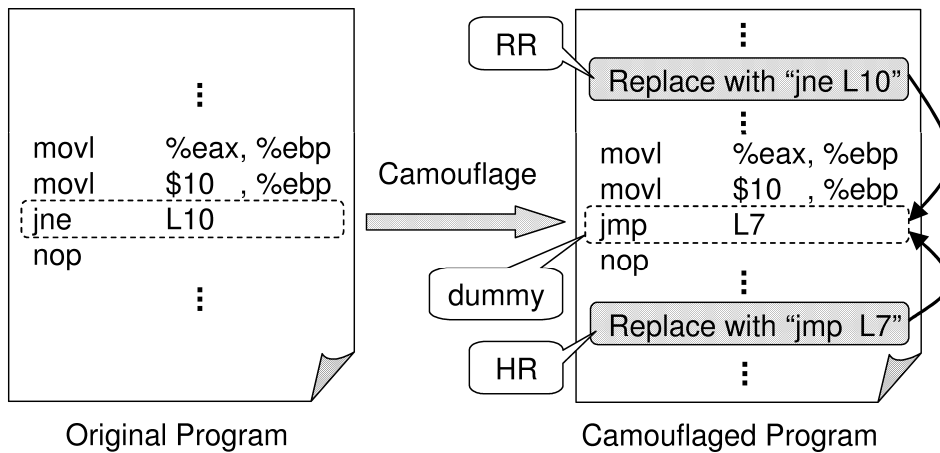 movl %eax, %ebp
movl $10 , %ebp
jne L10
nop
Original Program
Camouflage
RR
Replace with “jne L10”
movl %eax, %ebp
movl $10 , %ebp
jmp L7
nop
dummy
Replace with “jmp L7”
HR
Camouflaged Program